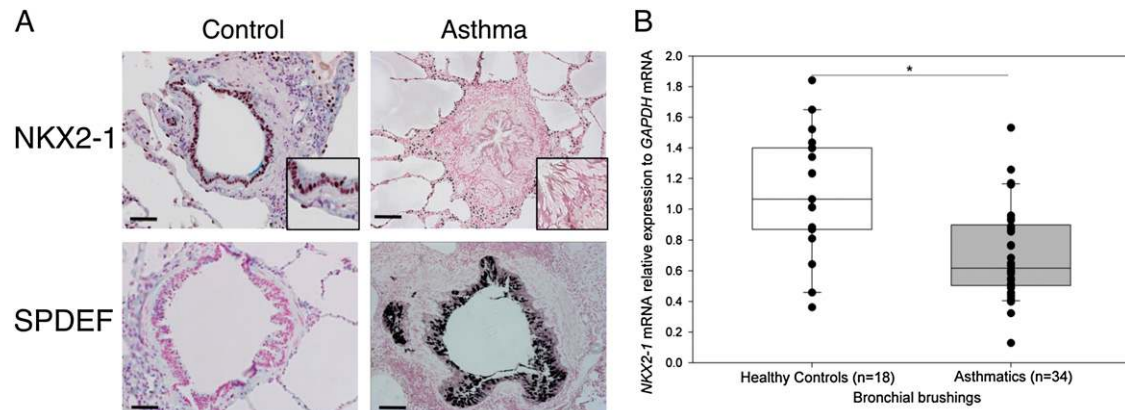 A
Control Asthma
NKX2-1
SPDEF
B
NKX2-1 mRNA relative expression to GAPDH mRNA
2.0
1.8
1.6
1.4
1.2
1.0
0.8
0.6
0.4
0.2
0.0
*
Healthy Controls (n=18) Asthmatics (n=34)
Bronchial brushings